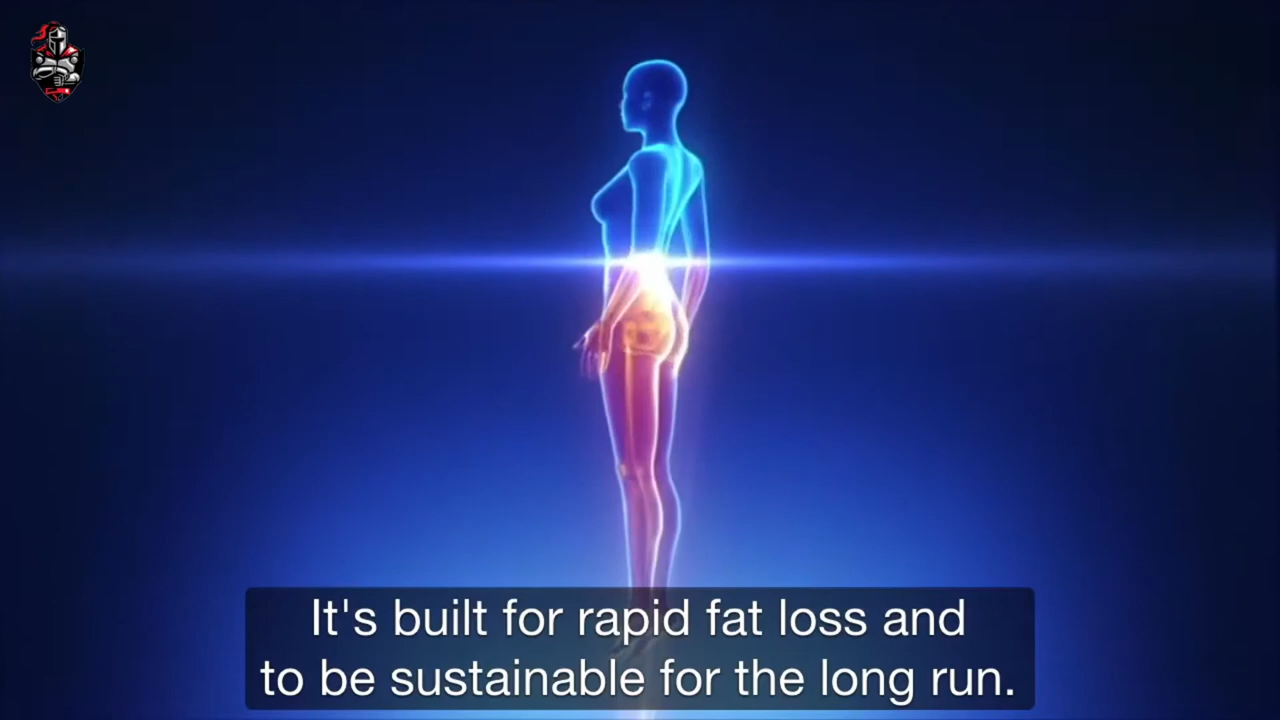 It's built for rapid fat loss and
to be sustainable for the long run.